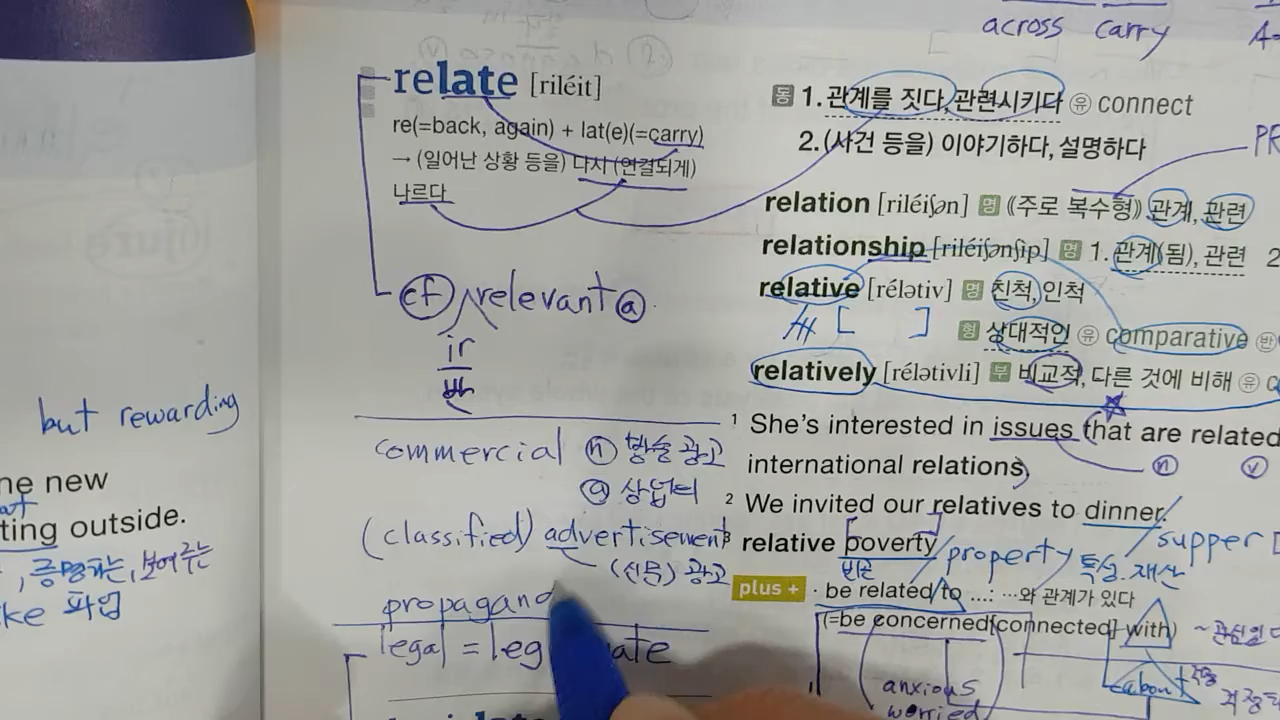 across carry
relate [riléit]
re(=back, again) + lat(e)(=carry)
→ (일어난 상황 등을) 다시 (연결되게)
나르다
cf relevant ⓐ
ir
반
commercial ⓝ 방송 광고
ⓐ 상업적
(classified) advertisement
(신문) 광고
propagand
legal = leg ate
동 1. 관계를 짓다, 관련시키다 유 connect
2. (사건 등을) 이야기하다, 설명하다
relation [riléiʃən] 명 《주로 복수형》 관계, 관련
relationship [riléiʃənʃip] 명 1. 관계(됨), 관련 2
relative [rélətiv] 명 친척, 인척
[ ] 형 상대적인 유 comparative 반
relatively [rélətivli] 부 비교적, 다른 것에 비해 유
1 She's interested in issues that are related
ⓝ ⓥ
international relations
2 We invited our relatives to dinner.
supper
3 relative poverty / property
빈곤 특성. 재산
plus + · be related to ...: …와 관계가 있다
(=be concerned[connected] with)
anxious about
worried
but rewarding
ne new
ting outside.
, 증명하는, 보여주는
ke 파업